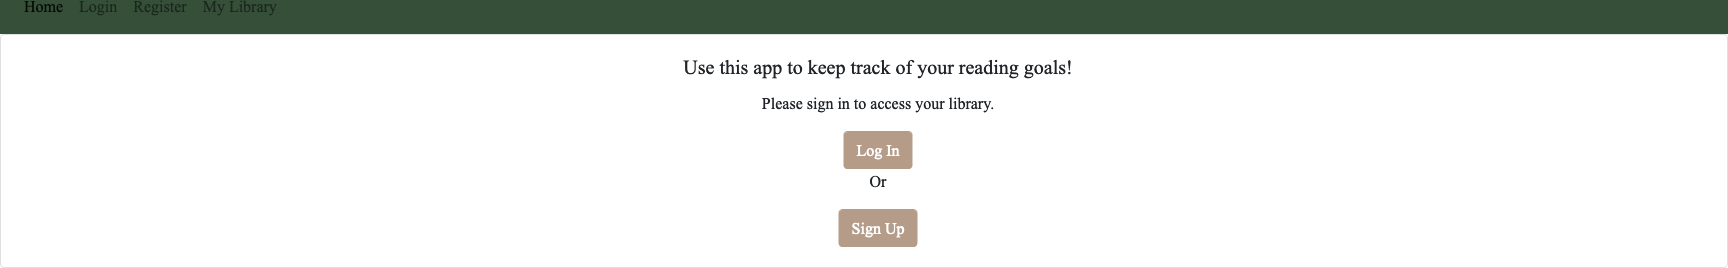 Home Login Register My Library
Use this app to keep track of your reading goals!
Please sign in to access your library.
Log In
Or
Sign Up